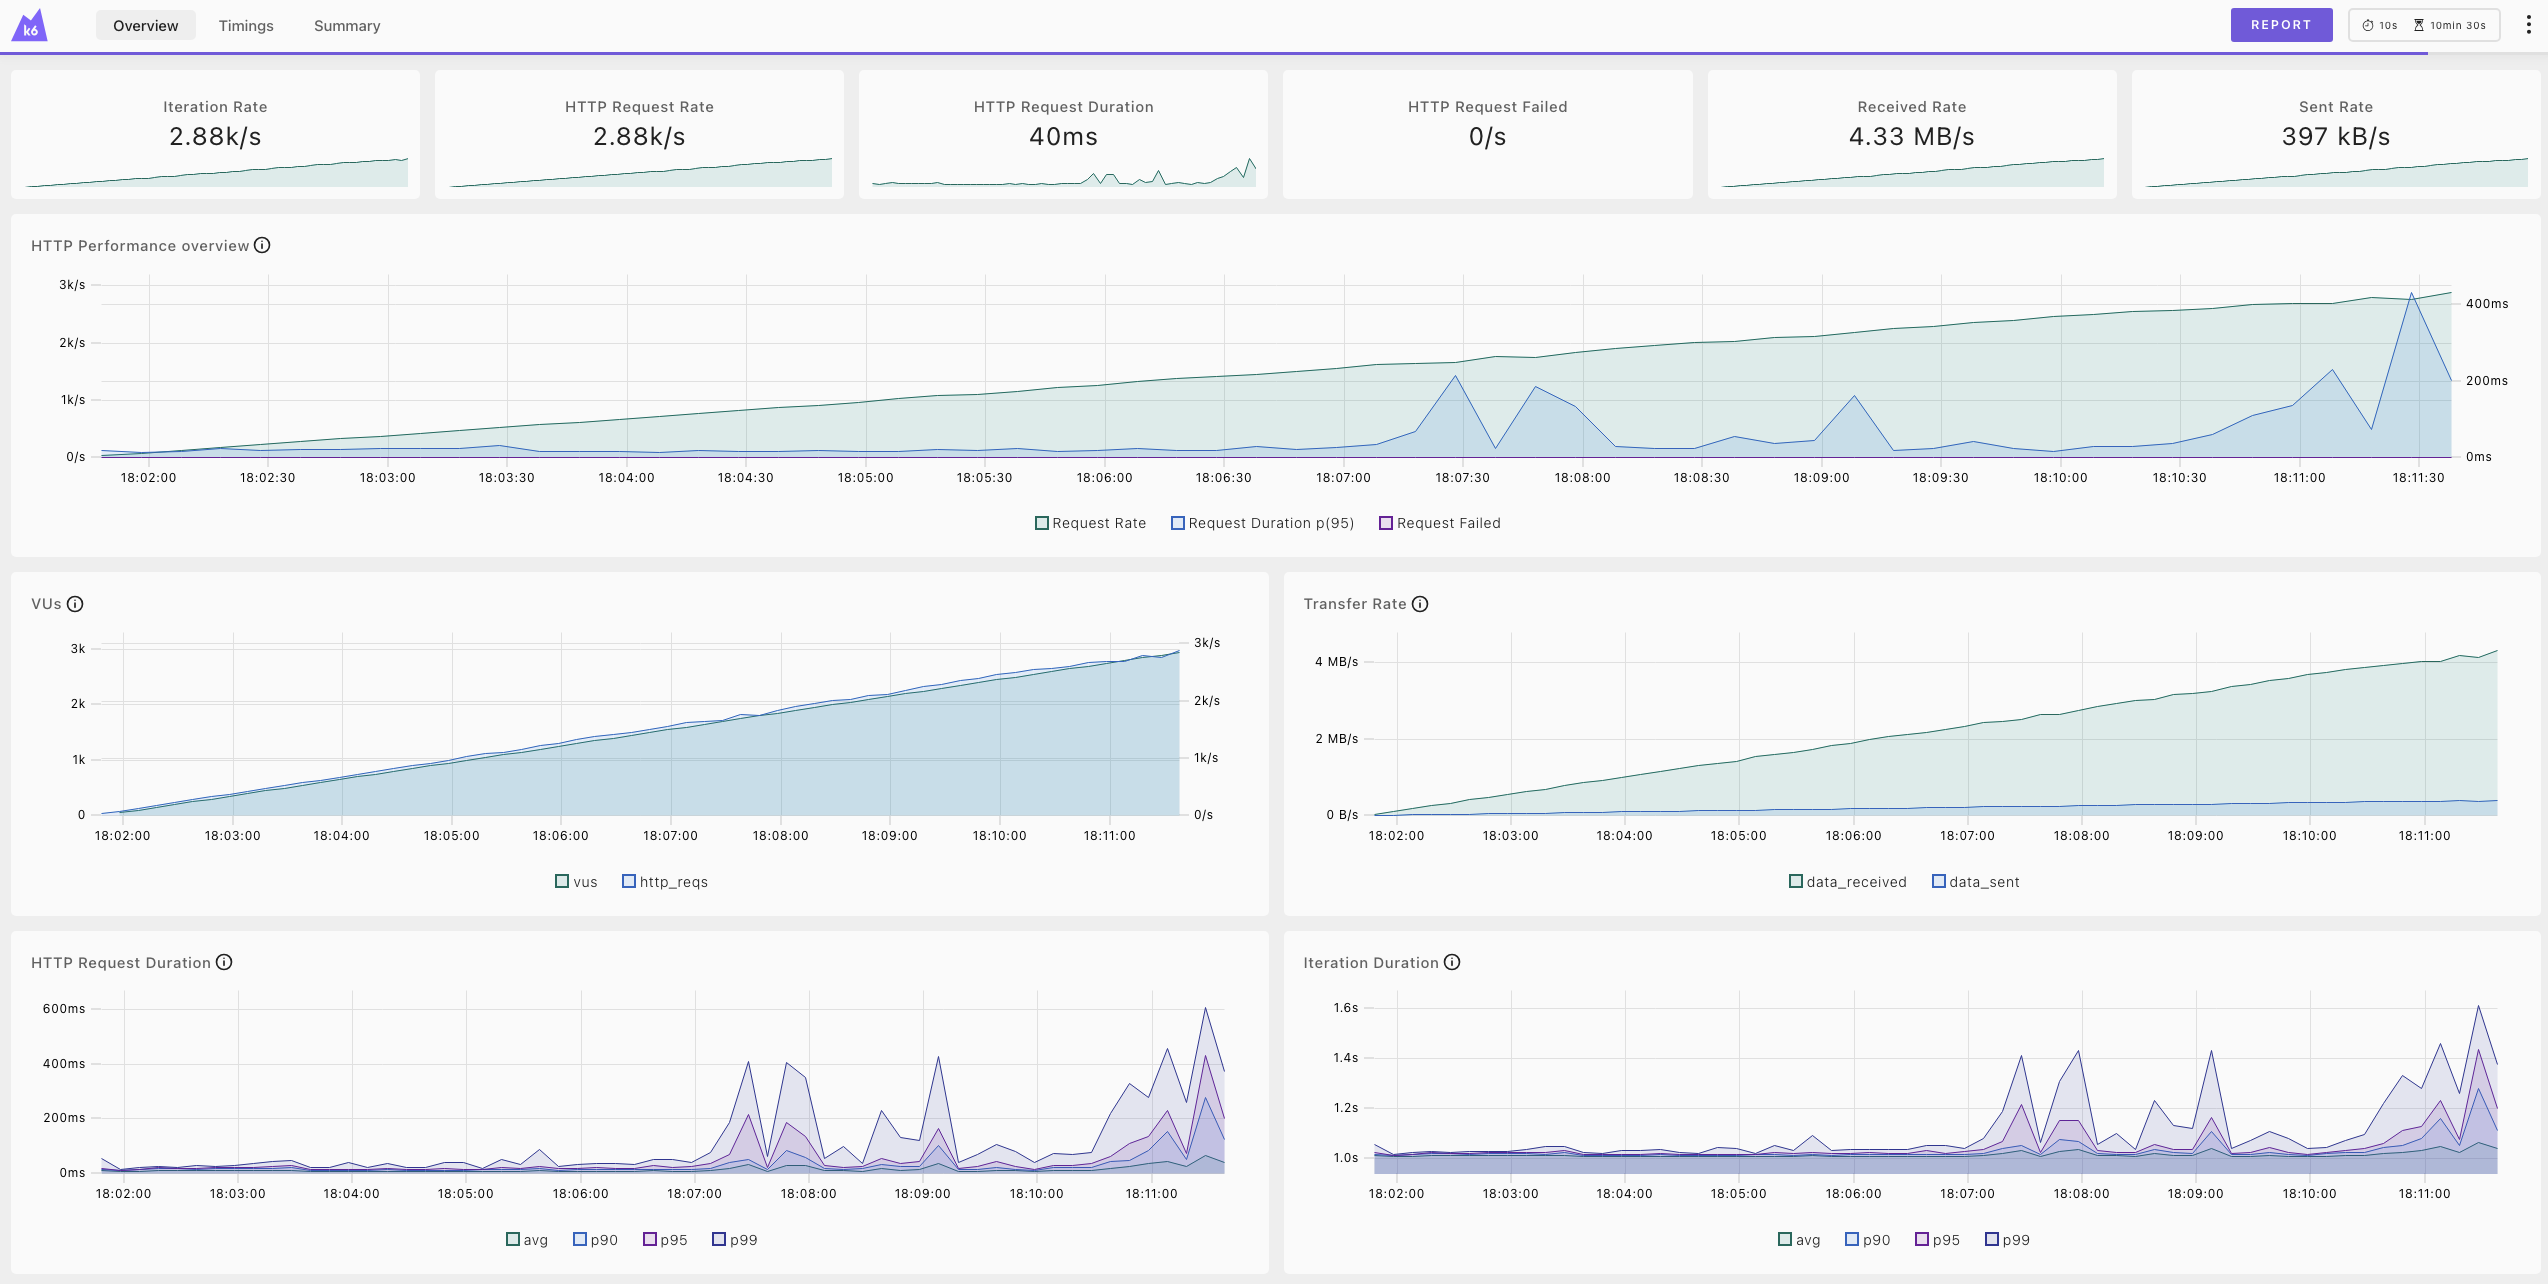 k6 Overview Timings Summary REPORT 10s 10min 30s
Iteration Rate
2.88k/s
HTTP Request Rate
2.88k/s
HTTP Request Duration
40ms
HTTP Request Failed
0/s
Received Rate
4.33 MB/s
Sent Rate
397 kB/s
HTTP Performance overview
3k/s
2k/s
1k/s
0/s
400ms
200ms
0ms
18:02:00 18:02:30 18:03:00 18:03:30 18:04:00 18:04:30 18:05:00 18:05:30 18:06:00 18:06:30 18:07:00 18:07:30 18:08:00 18:08:30 18:09:00 18:09:30 18:10:00 18:10:30 18:11:00 18:11:30
Request Rate Request Duration p(95) Request Failed
VUs
3k
2k
1k
0
3k/s
2k/s
1k/s
0/s
18:02:00 18:03:00 18:04:00 18:05:00 18:06:00 18:07:00 18:08:00 18:09:00 18:10:00 18:11:00
vus http_reqs
Transfer Rate
4 MB/s
2 MB/s
0 B/s
18:02:00 18:03:00 18:04:00 18:05:00 18:06:00 18:07:00 18:08:00 18:09:00 18:10:00 18:11:00
data_received data_sent
HTTP Request Duration
600ms
400ms
200ms
0ms
18:02:00 18:03:00 18:04:00 18:05:00 18:06:00 18:07:00 18:08:00 18:09:00 18:10:00 18:11:00
avg p90 p95 p99
Iteration Duration
1.6s
1.4s
1.2s
1.0s
18:02:00 18:03:00 18:04:00 18:05:00 18:06:00 18:07:00 18:08:00 18:09:00 18:10:00 18:11:00
avg p90 p95 p99